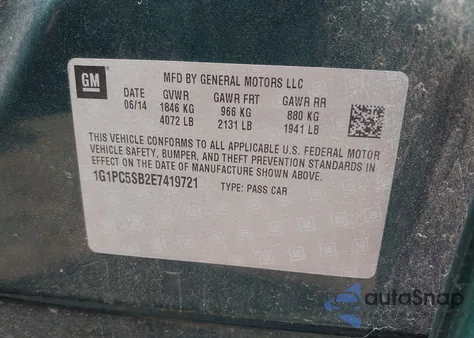 GM
MFD BY GENERAL MOTORS LLC
DATE GVWR GAWR FRT GAWR RR
06/14 1846 KG 966 KG 880 KG
4072 LB 2131 LB 1941 LB
THIS VEHICLE CONFORMS TO ALL APPLICABLE U.S. FEDERAL MOTOR
VEHICLE SAFETY, BUMPER, AND THEFT PREVENTION STANDARDS IN
EFFECT ON THE DATE OF MANUFACTURE SHOWN ABOVE.
1G1PC5SB2E7419721 TYPE: PASS CAR
autoSnap